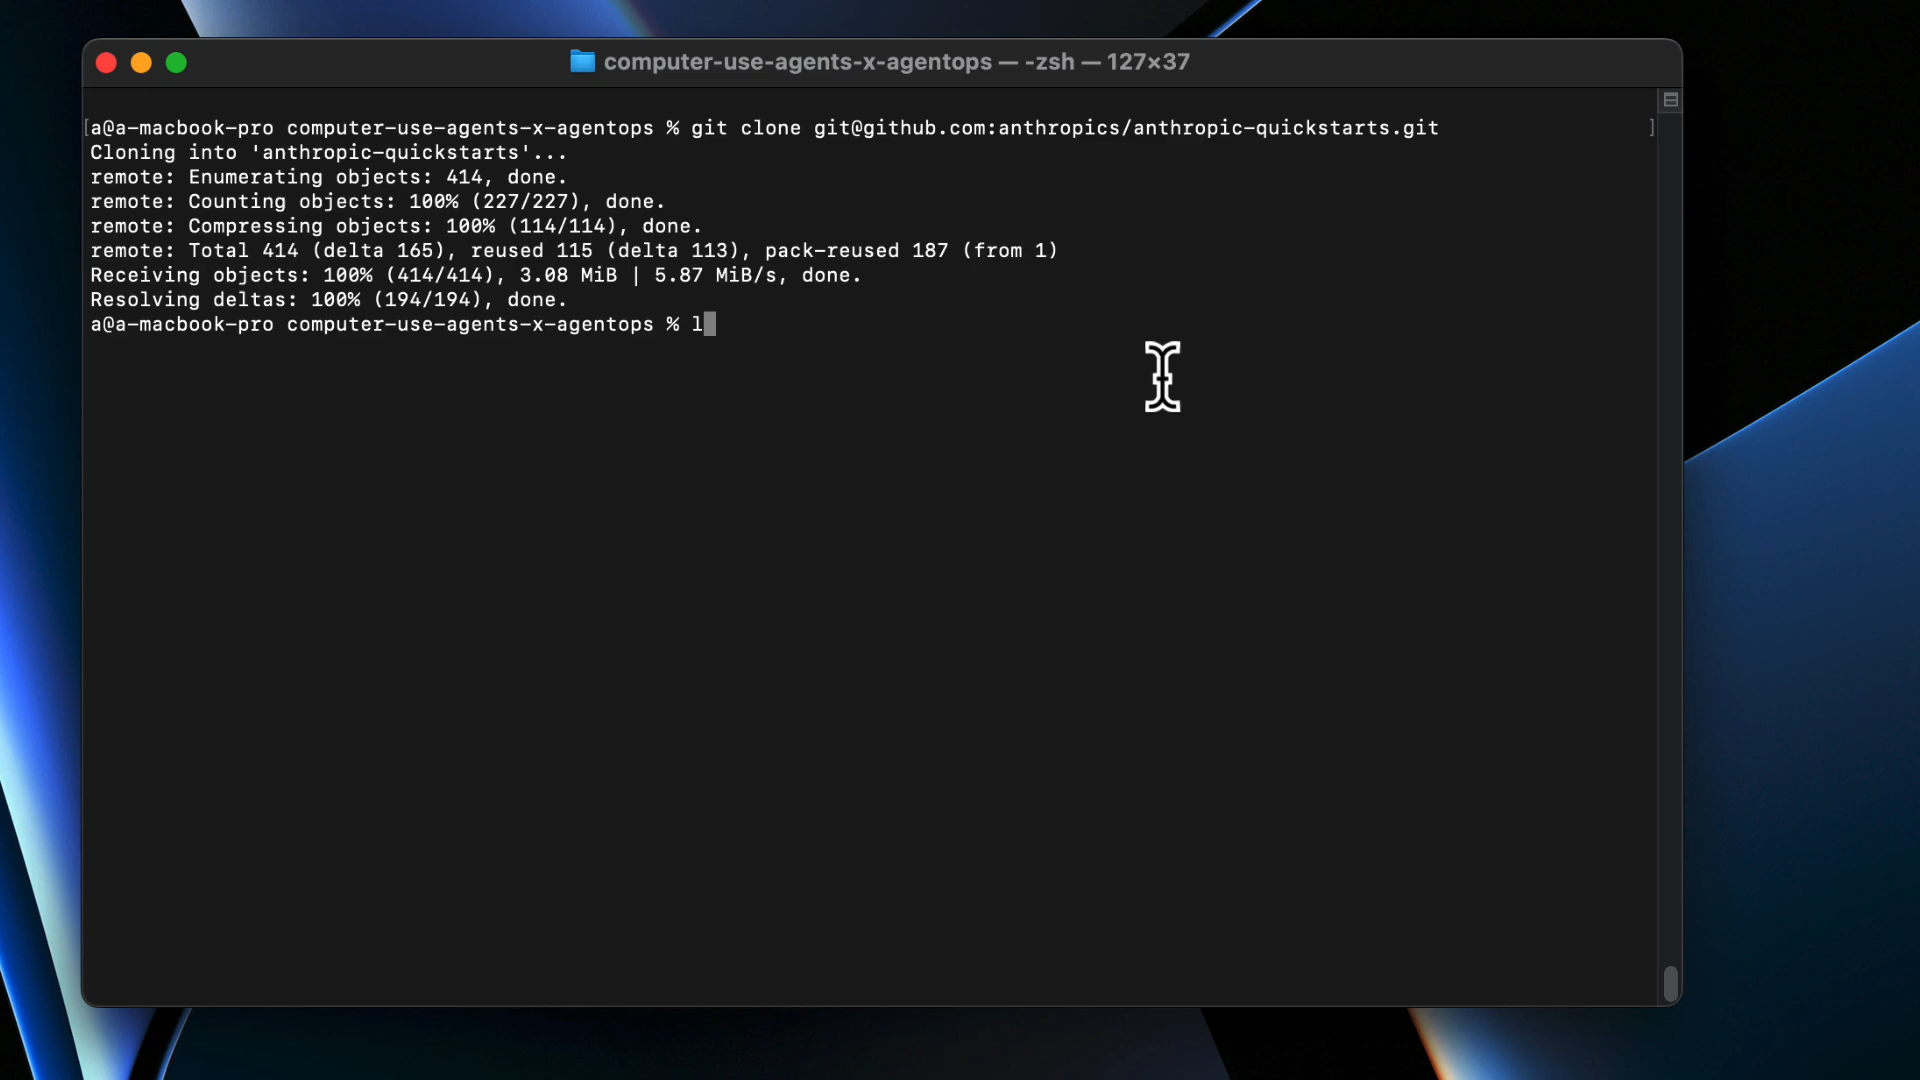 computer-use-agents-x-agentops — -zsh — 127×37
[a@a-macbook-pro computer-use-agents-x-agentops % git clone git@github.com:anthropics/anthropic-quickstarts.git ]
Cloning into 'anthropic-quickstarts'...
remote: Enumerating objects: 414, done.
remote: Counting objects: 100% (227/227), done.
remote: Compressing objects: 100% (114/114), done.
remote: Total 414 (delta 165), reused 115 (delta 113), pack-reused 187 (from 1)
Receiving objects: 100% (414/414), 3.08 MiB | 5.87 MiB/s, done.
Resolving deltas: 100% (194/194), done.
a@a-macbook-pro computer-use-agents-x-agentops % l